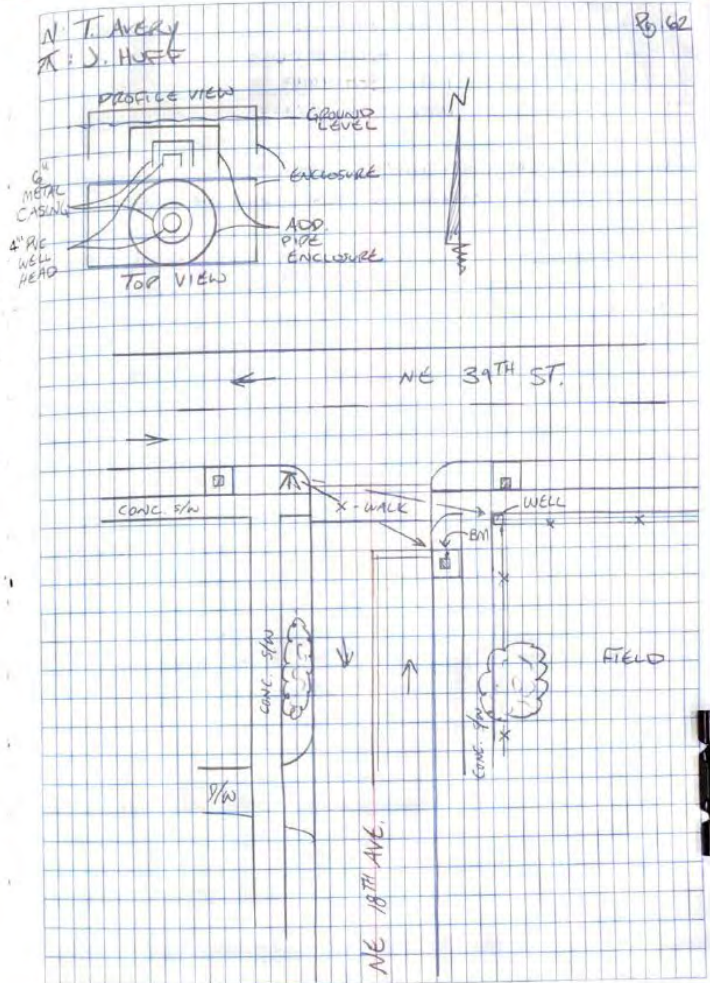 N: T. AVERY
Pg. 62
⊼: J. HUFF
PROFILE VIEW
N
GROUND
LEVEL
ENCLOSURE
6"
METAL
CASING
4" PVC
WELL
HEAD
ADD.
PIPE
ENCLOSURE
TOP VIEW
NE 39TH ST.
CONC. S/W
X-WALK
WELL
BM
CONC. S/W
FIELD
CONC. S/W
D/W
NE 18TH AVE.